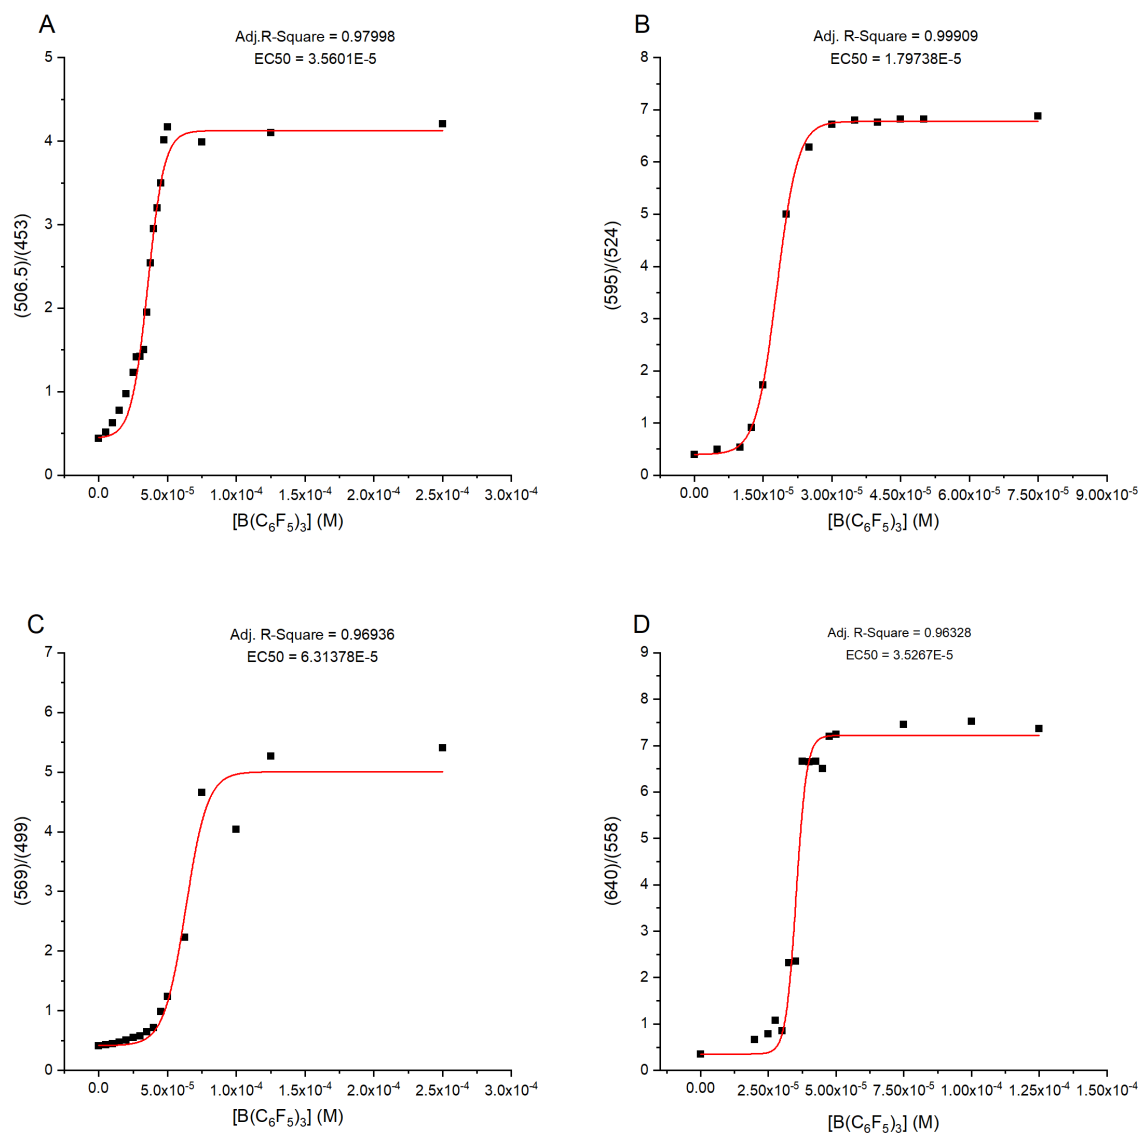 A
Adj.R-Square = 0.97998
EC50 = 3.5601E-5
5
4
3
2
1
0
(506.5)/(453)
0.0 5.0x10⁻⁵ 1.0x10⁻⁴ 1.5x10⁻⁴ 2.0x10⁻⁴ 2.5x10⁻⁴ 3.0x10⁻⁴
[B(C₆F₅)₃] (M)
B
Adj. R-Square = 0.99909
EC50 = 1.79738E-5
8
7
6
5
4
3
2
1
0
(595)/(524)
0.00 1.50x10⁻⁵ 3.00x10⁻⁵ 4.50x10⁻⁵ 6.00x10⁻⁵ 7.50x10⁻⁵ 9.00x10⁻⁵
[B(C₆F₅)₃] (M)
C
Adj. R-Square = 0.96936
EC50 = 6.31378E-5
7
6
5
4
3
2
1
0
(569)/(499)
0.0 5.0x10⁻⁵ 1.0x10⁻⁴ 1.5x10⁻⁴ 2.0x10⁻⁴ 2.5x10⁻⁴ 3.0x10⁻⁴
[B(C₆F₅)₃] (M)
D
Adj. R-Square = 0.96328
EC50 = 3.5267E-5
9
8
7
6
5
4
3
2
1
0
(640)/(558)
0.00 2.50x10⁻⁵ 5.00x10⁻⁵ 7.50x10⁻⁵ 1.00x10⁻⁴ 1.25x10⁻⁴ 1.50x10⁻⁴
[B(C₆F₅)₃] (M)